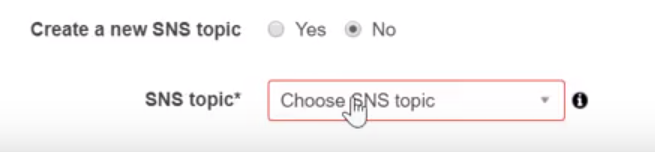 Create a new SNS topic Yes No
SNS topic* Choose SNS topic